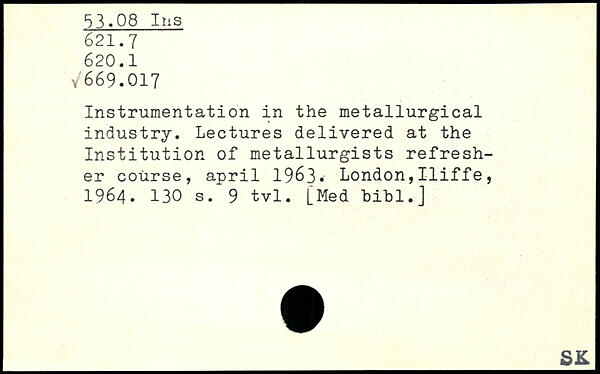 53.08 Ins
621.7
620.1
√669.017
Instrumentation in the metallurgical
industry. Lectures delivered at the
Institution of metallurgists refresh-
er course, april 1963. London,Iliffe,
1964. 130 s. 9 tvl. [Med bibl.]
SK